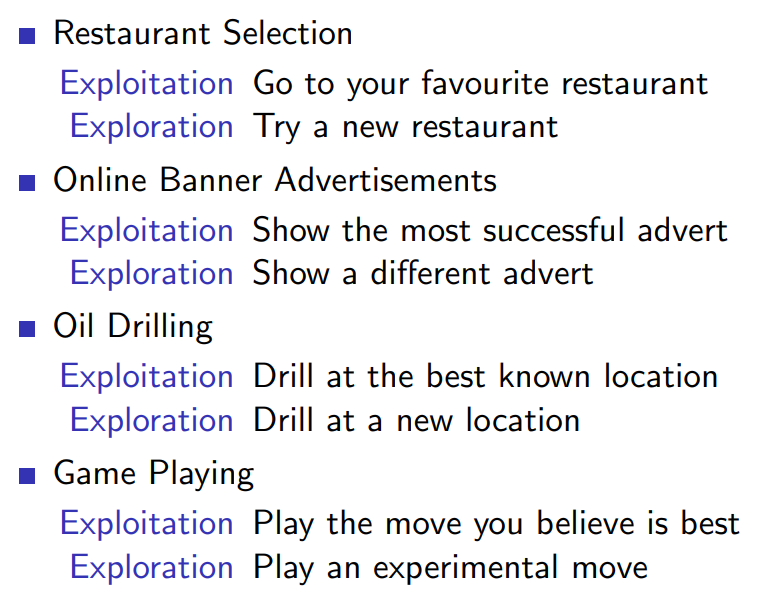 Restaurant Selection
Exploitation Go to your favourite restaurant
Exploration Try a new restaurant
Online Banner Advertisements
Exploitation Show the most successful advert
Exploration Show a different advert
Oil Drilling
Exploitation Drill at the best known location
Exploration Drill at a new location
Game Playing
Exploitation Play the move you believe is best
Exploration Play an experimental move